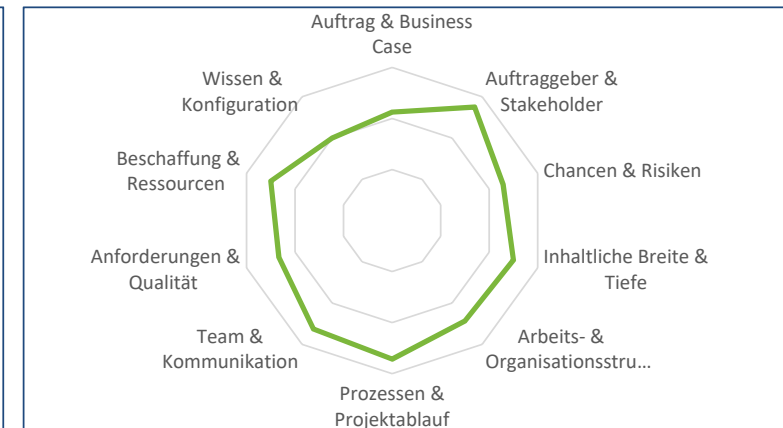 Auftrag & Business
Case
Auftraggeber &
Stakeholder
Chancen & Risiken
Inhaltliche Breite &
Tiefe
Arbeits- &
Organisationsstru...
Prozessen &
Projektablauf
Team &
Kommunikation
Anforderungen &
Qualität
Beschaffung &
Ressourcen
Wissen &
Konfiguration